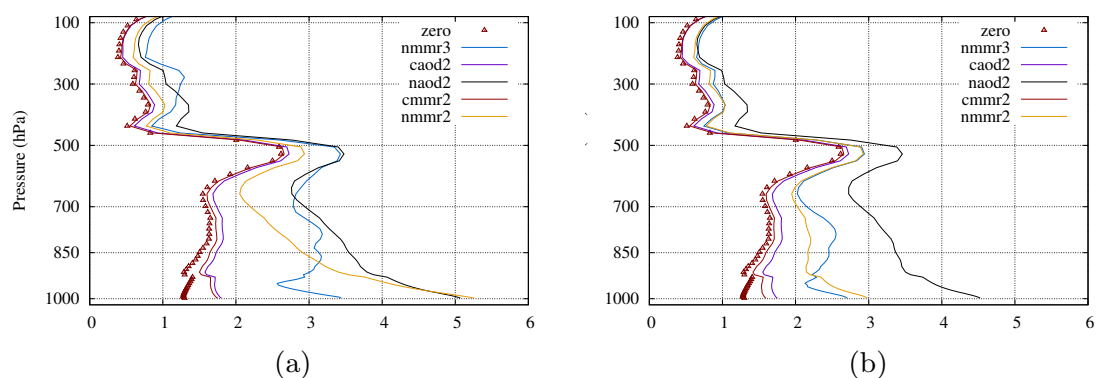 100
300
500
700
850
1000
Pressure (hPa)
0 1 2 3 4 5 6
zero
nmmr3
caod2
naod2
cmmr2
nmmr2
(a)
100
300
500
700
850
1000
0 1 2 3 4 5 6
zero
nmmr3
caod2
naod2
cmmr2
nmmr2
(b)